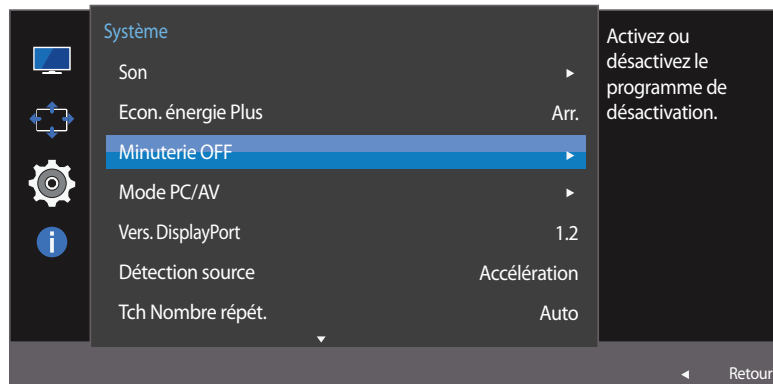 Système
Son
Econ. énergie Plus Arr.
Minuterie OFF
Mode PC/AV
Vers. DisplayPort 1.2
Détection source Accélération
Tch Nombre répét. Auto
Activez ou
désactivez le
programme de
désactivation.
Retour